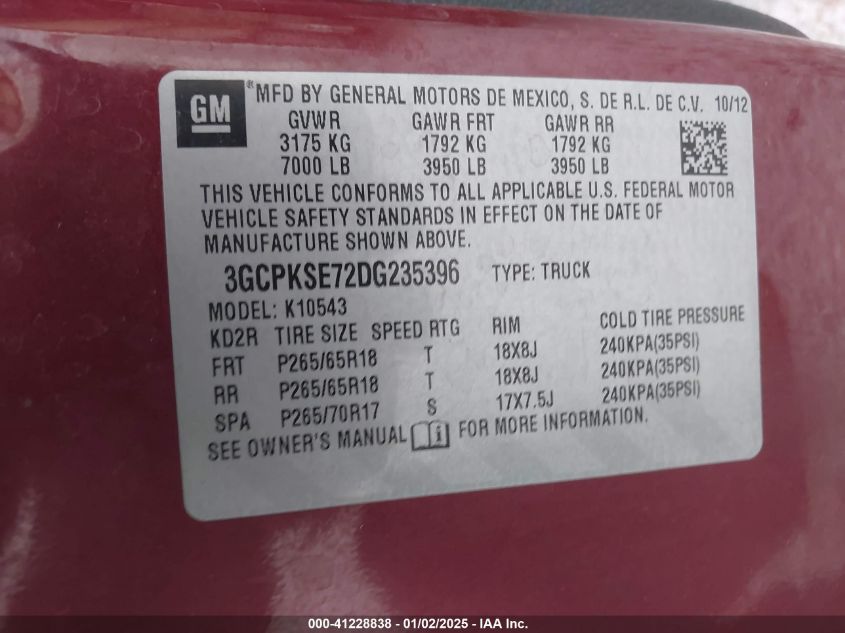 GM ® MFD BY GENERAL MOTORS DE MEXICO, S. DE R.L. DE C.V. 10/12
GVWR GAWR FRT GAWR RR
3175 KG 1792 KG 1792 KG
7000 LB 3950 LB 3950 LB
THIS VEHICLE CONFORMS TO ALL APPLICABLE U.S. FEDERAL MOTOR
VEHICLE SAFETY STANDARDS IN EFFECT ON THE DATE OF
MANUFACTURE SHOWN ABOVE.
3GCPKSE72DG235396 TYPE: TRUCK
MODEL: K10543
KD2R TIRE SIZE SPEED RTG RIM COLD TIRE PRESSURE
FRT P265/65R18 T 18X8J 240KPA(35PSI)
RR P265/65R18 T 18X8J 240KPA(35PSI)
SPA P265/70R17 S 17X7.5J 240KPA(35PSI)
SEE OWNER'S MANUAL i FOR MORE INFORMATION.
000-41228838 - 01/02/2025 - IAA Inc.